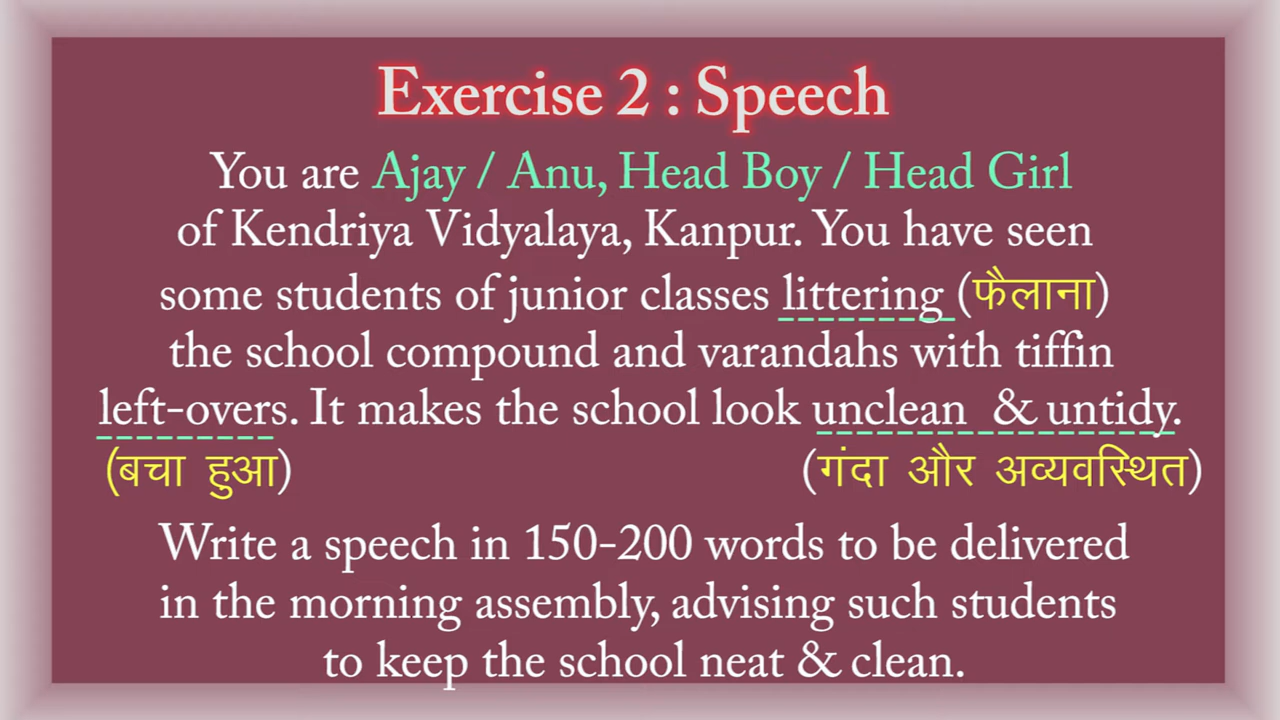 Exercise 2 : Speech
You are Ajay / Anu, Head Boy / Head Girl
of Kendriya Vidyalaya, Kanpur. You have seen
some students of junior classes littering (फैलाना)
the school compound and varandahs with tiffin
left-overs. It makes the school look unclean & untidy.
(बचा हुआ) (गंदा और अव्यवस्थित)
Write a speech in 150-200 words to be delivered
in the morning assembly, advising such students
to keep the school neat & clean.